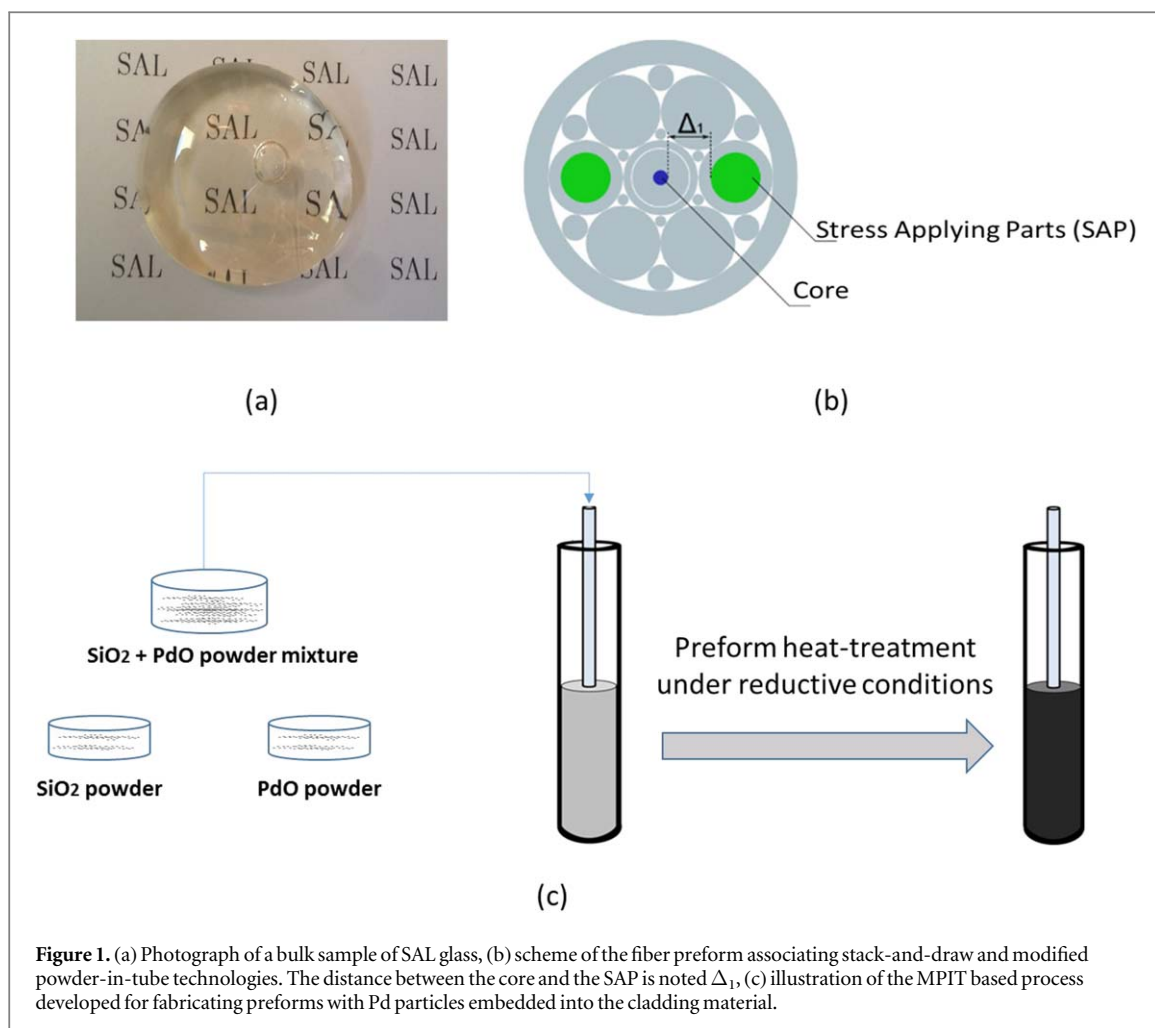 SAL SAL SAL SAL
SA SAL SA SAL
SA SAL SA SAL
SAL SAL SAL
(a)
Δ₁
Stress Applying Parts (SAP)
Core
(b)
SiO2 + PdO powder mixture
SiO2 powder
PdO powder
Preform heat-treatment
under reductive conditions
(c)
Figure 1. (a) Photograph of a bulk sample of SAL glass, (b) scheme of the fiber preform associating stack-and-draw and modified
powder-in-tube technologies. The distance between the core and the SAP is noted Δ₁, (c) illustration of the MPIT based process
developed for fabricating preforms with Pd particles embedded into the cladding material.